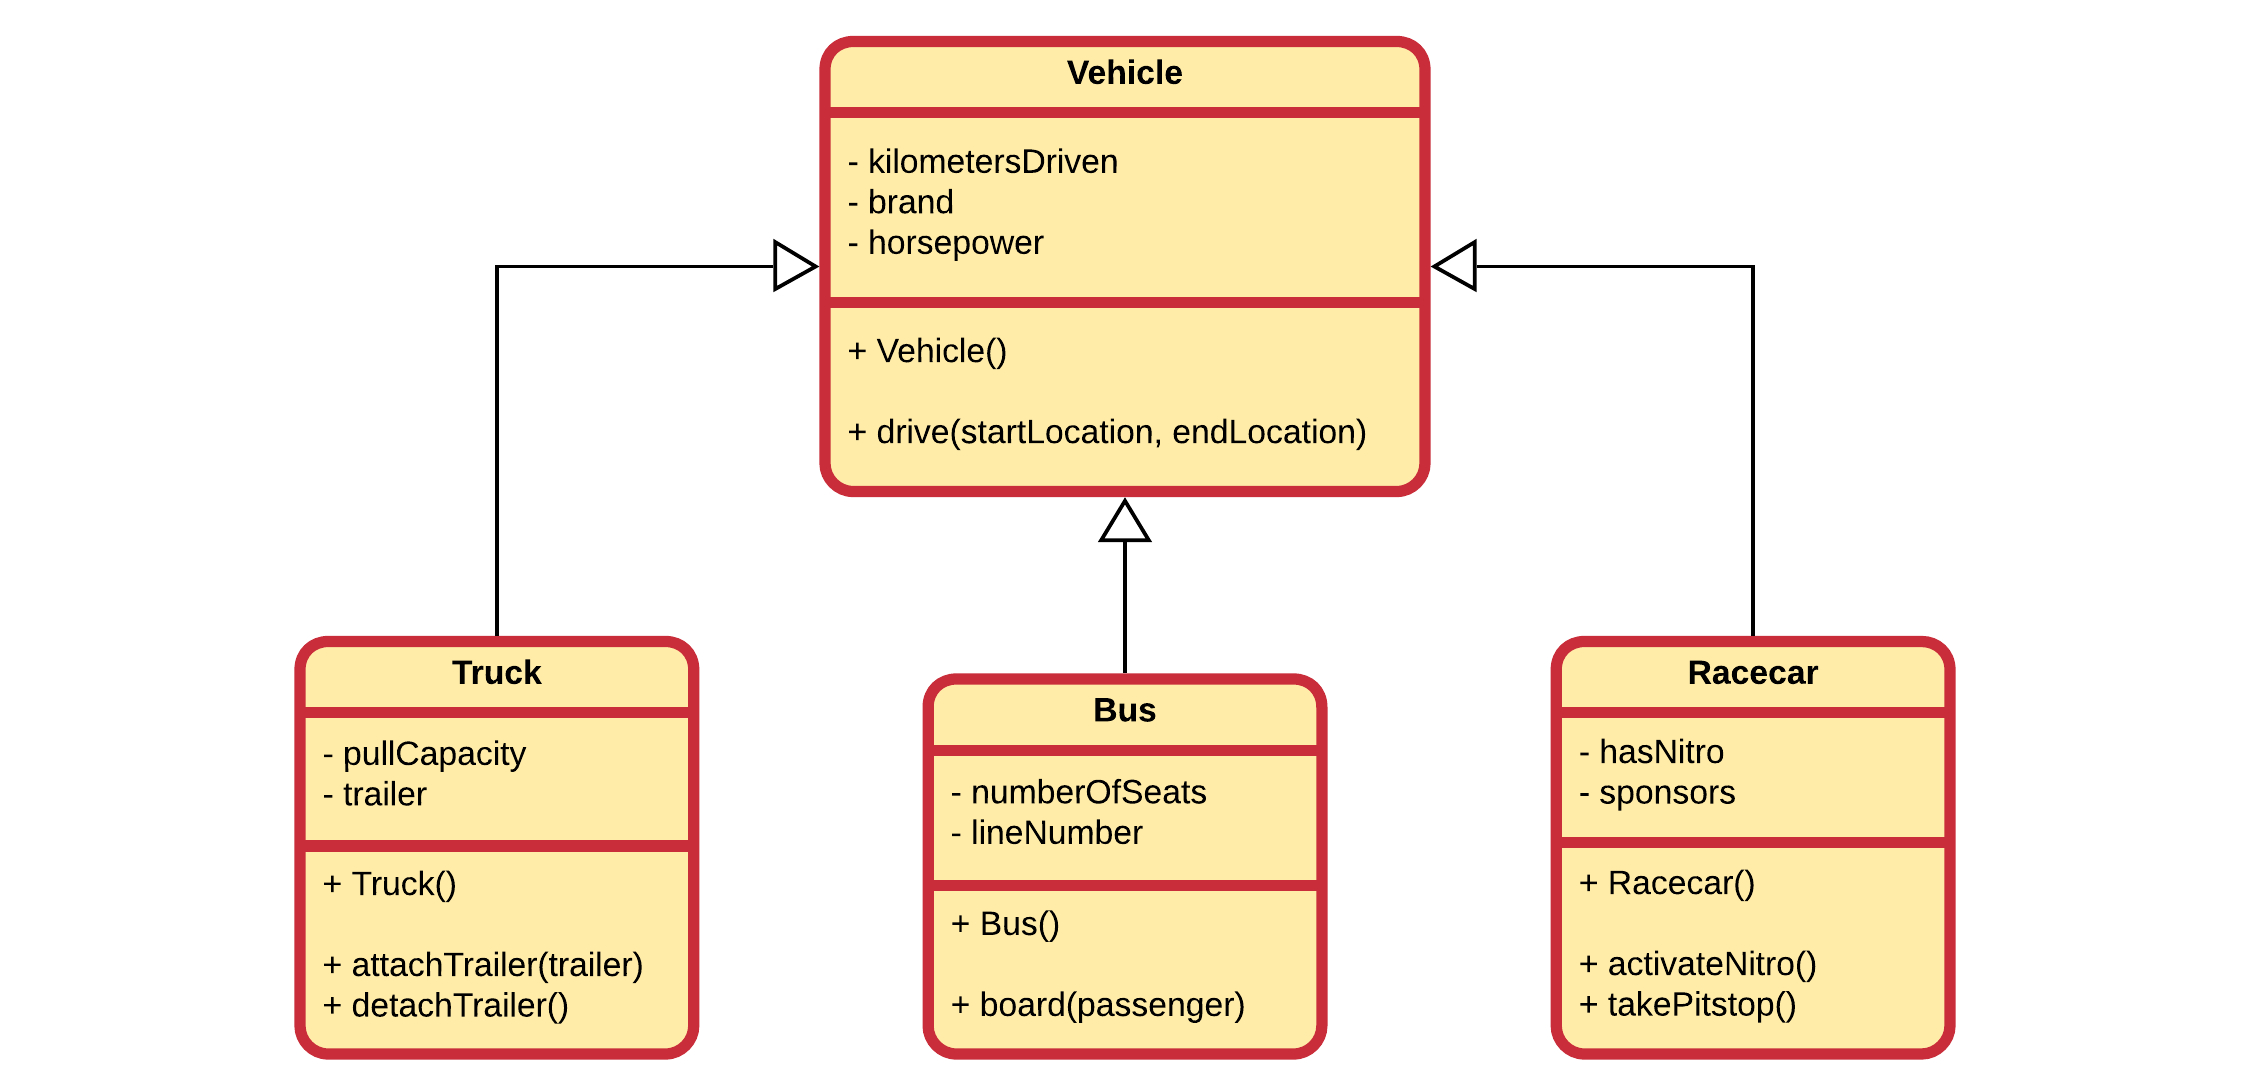 Vehicle
- kilometersDriven
- brand
- horsepower
+ Vehicle()
+ drive(startLocation, endLocation)
Truck
- pullCapacity
- trailer
+ Truck()
+ attachTrailer(trailer)
+ detachTrailer()
Bus
- numberOfSeats
- lineNumber
+ Bus()
+ board(passenger)
Racecar
- hasNitro
- sponsors
+ Racecar()
+ activateNitro()
+ takePitstop()